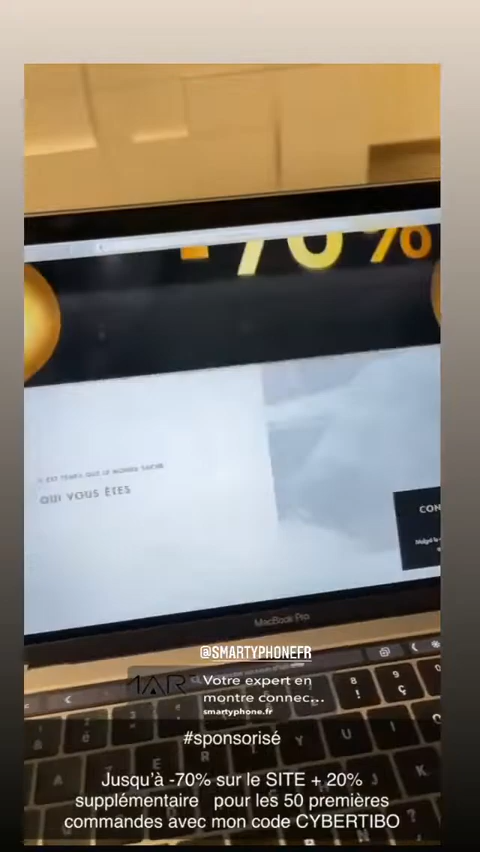 -70%
IL EST TEMPS QUE LE MONDE SACHE
QUI VOUS ÊTES
CON
MacBook Pro
@SMARTYPHONEFR
1AR
Votre expert en
montre connec...
smartyphone.fr
#sponsorisé
Jusqu'à -70% sur le SITE + 20%
supplémentaire pour les 50 premières
commandes avec mon code CYBERTIBO